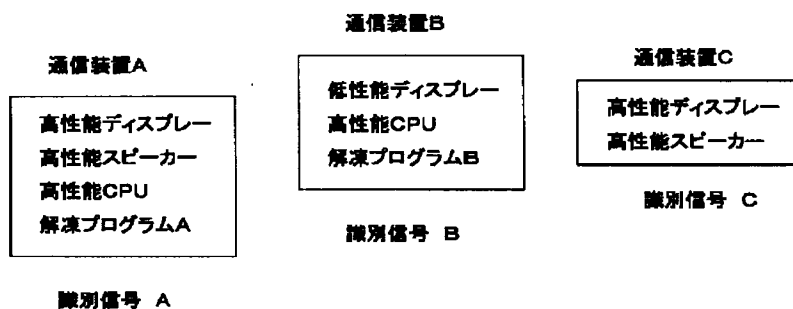 通信装置A
高性能ディスプレー
高性能スピーカー
高性能CPU
解凍プログラムA
識別信号 A
通信装置B
低性能ディスプレー
高性能CPU
解凍プログラムB
識別信号 B
通信装置C
高性能ディスプレー
高性能スピーカー
識別信号 C